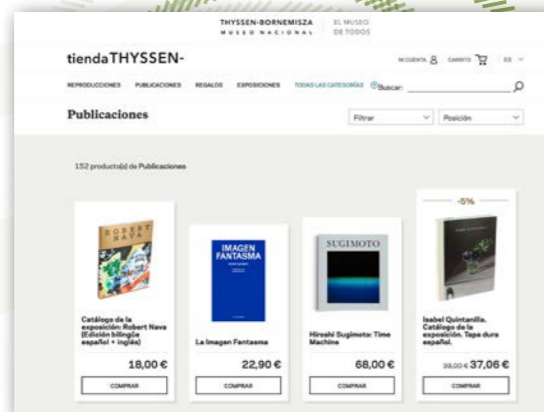 THYSSEN-BORNEMISZA
MUSEO NACIONAL
EL MUSEO
DE TODOS
tiendaTHYSSEN-
MI CUENTA CARRITO ES
REPRODUCCIONES PUBLICACIONES REGALOS EXPOSICIONES TODAS LAS CATEGORÍAS Buscar:
Publicaciones
Filtrar Posición
152 producto(s) de Publicaciones
-5%
ROBERT
NAVA
IMAGEN
FANTASMA
SUGIMOTO
Catálogo de la
exposición: Robert Nava
(Edición bilingüe
español + inglés)
18,00 €
COMPRAR
La Imagen Fantasma
22,90 €
COMPRAR
Hiroshi Sugimoto: Time
Machine
68,00 €
COMPRAR
Isabel Quintanilla.
Catálogo de la
exposición. Tapa dura
español.
39,00 € 37,06 €
COMPRAR